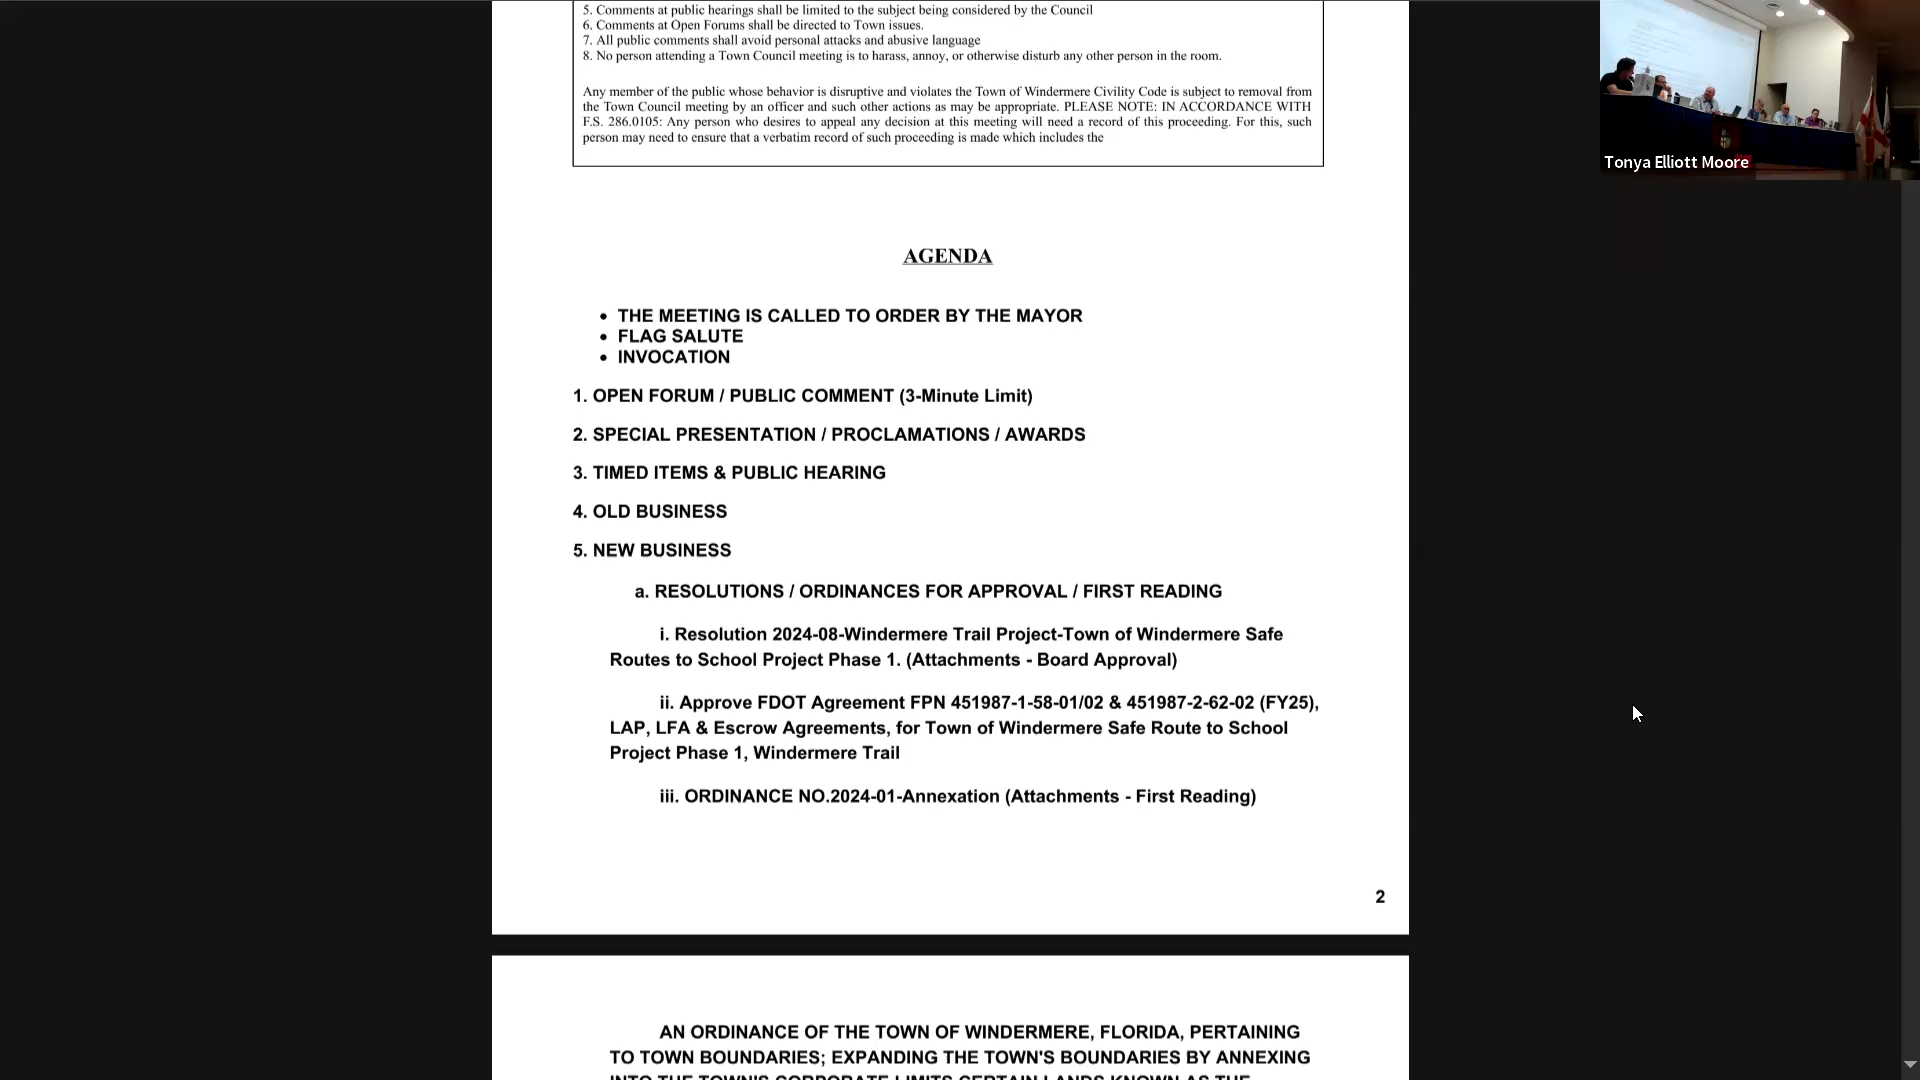 5. Comments at public hearings shall be limited to the subject being considered by the Council
6. Comments at Open Forums shall be directed to Town issues.
7. All public comments shall avoid personal attacks and abusive language
8. No person attending a Town Council meeting is to harass, annoy, or otherwise disturb any other person in the room.
Any member of the public whose behavior is disruptive and violates the Town of Windermere Civility Code is subject to removal from
the Town Council meeting by an officer and such other actions as may be appropriate. PLEASE NOTE: IN ACCORDANCE WITH
F.S. 286.0105: Any person who desires to appeal any decision at this meeting will need a record of this proceeding. For this, such
person may need to ensure that a verbatim record of such proceeding is made which includes the
Tonya Elliott Moore
AGENDA
• THE MEETING IS CALLED TO ORDER BY THE MAYOR
• FLAG SALUTE
• INVOCATION
1. OPEN FORUM / PUBLIC COMMENT (3-Minute Limit)
2. SPECIAL PRESENTATION / PROCLAMATIONS / AWARDS
3. TIMED ITEMS & PUBLIC HEARING
4. OLD BUSINESS
5. NEW BUSINESS
a. RESOLUTIONS / ORDINANCES FOR APPROVAL / FIRST READING
i. Resolution 2024-08-Windermere Trail Project-Town of Windermere Safe
Routes to School Project Phase 1. (Attachments - Board Approval)
ii. Approve FDOT Agreement FPN 451987-1-58-01/02 & 451987-2-62-02 (FY25),
LAP, LFA & Escrow Agreements, for Town of Windermere Safe Route to School
Project Phase 1, Windermere Trail
iii. ORDINANCE NO.2024-01-Annexation (Attachments - First Reading)
2
AN ORDINANCE OF THE TOWN OF WINDERMERE, FLORIDA, PERTAINING
TO TOWN BOUNDARIES; EXPANDING THE TOWN'S BOUNDARIES BY ANNEXING
INTO THE TOWN'S CORPORATE LIMITS CERTAIN LANDS KNOWN AS THE